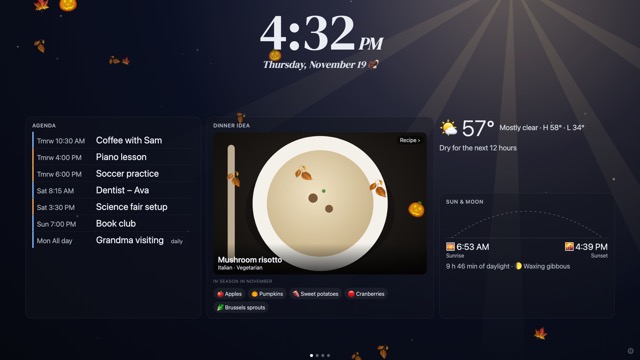 4:32 PM
Thursday, November 19
AGENDA
Tmrw 10:30 AM Coffee with Sam
Tmrw 4:00 PM Piano lesson
Tmrw 6:00 PM Soccer practice
Sat 8:15 AM Dentist – Ava
Sat 3:30 PM Science fair setup
Sun 7:00 PM Book club
Mon All day Grandma visiting daily
DINNER IDEA
Recipe ›
Mushroom risotto
Italian · Vegetarian
IN SEASON IN NOVEMBER
Apples Pumpkins Sweet potatoes Cranberries
Brussels sprouts
57° Mostly clear · H 58° · L 34°
Dry for the next 12 hours
SUN & MOON
6:53 AM 4:39 PM
Sunrise Sunset
9 h 46 min of daylight · Waxing gibbous